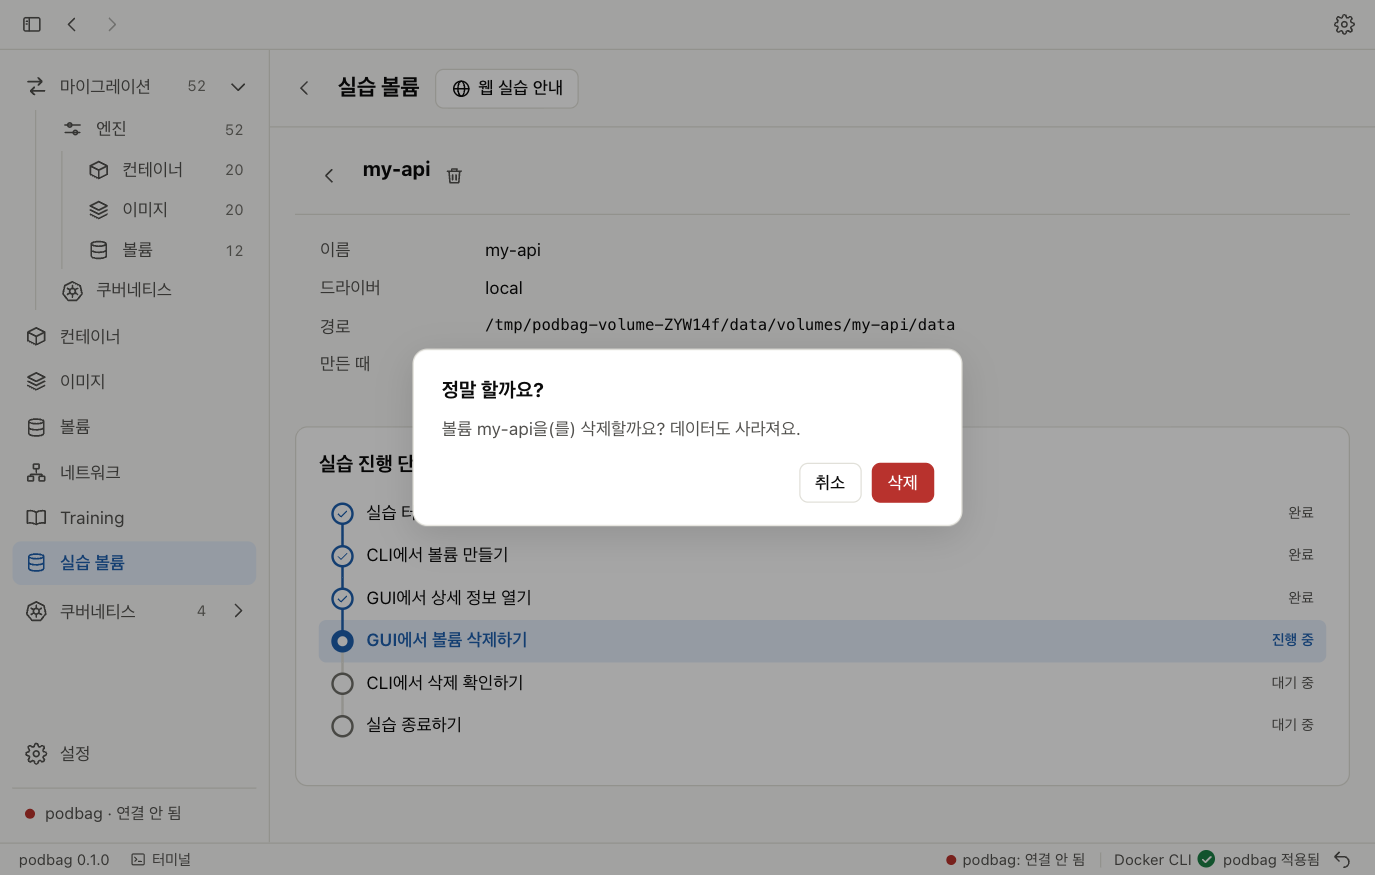 마이그레이션 52
엔진 52
컨테이너 20
이미지 20
볼륨 12
쿠버네티스
컨테이너
이미지
볼륨
네트워크
Training
실습 볼륨
쿠버네티스 4
설정
podbag · 연결 안 됨
실습 볼륨 웹 실습 안내
my-api
이름 my-api
드라이버 local
경로 /tmp/podbag-volume-ZYW14f/data/volumes/my-api/data
만든 때
정말 할까요?
볼륨 my-api을(를) 삭제할까요? 데이터도 사라져요.
취소 삭제
실습 진행
실습 완료
CLI에서 볼륨 만들기 완료
GUI에서 상세 정보 열기 완료
GUI에서 볼륨 삭제하기 진행 중
CLI에서 삭제 확인하기 대기 중
실습 종료하기 대기 중
podbag 0.1.0 터미널 podbag: 연결 안 됨 Docker CLI podbag 적용됨